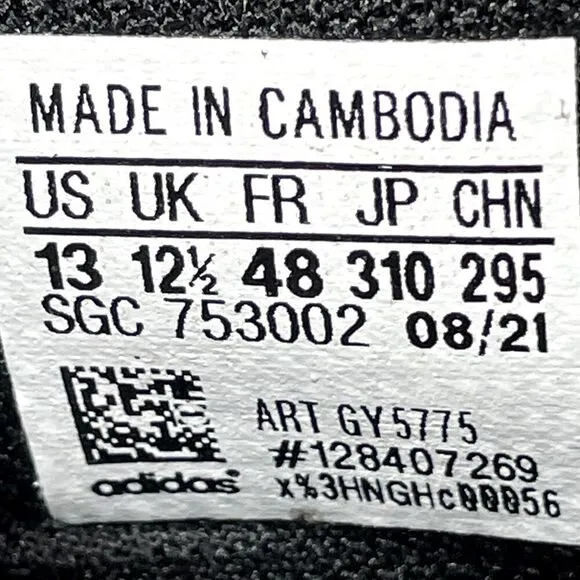 MADE IN CAMBODIA
US UK FR JP CHN
13 12½ 48 310 295
SGC 753002 08/21
ART GY5775
#128407269
adidas x%3HNGHc00056